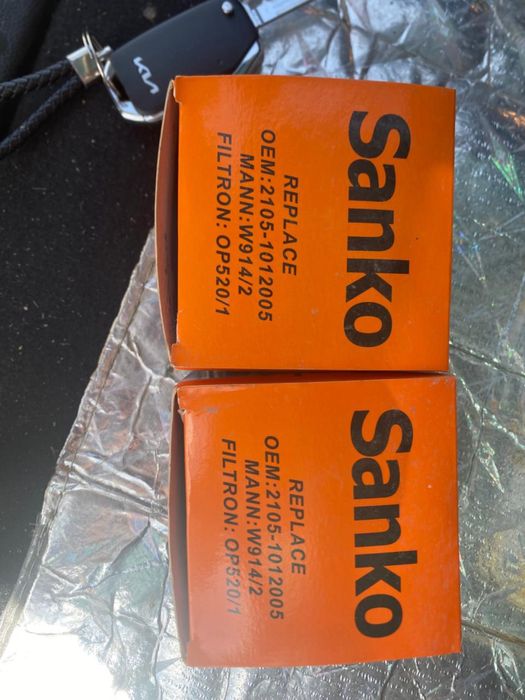 KIA
Sanko
REPLACE
OEM:2105-1012005
MANN:W914/2
FILTRON: OP520/1
Sanko
REPLACE
OEM:2105-1012005
MANN:W914/2
FILTRON: OP520/1